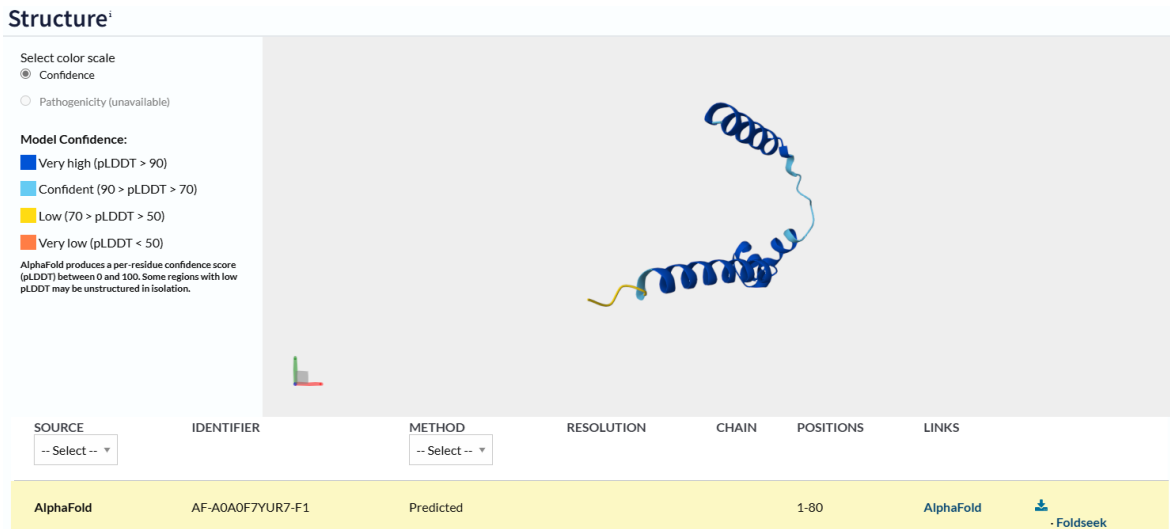 Structure i
Select color scale
Confidence
Pathogenicity (unavailable)
Model Confidence:
Very high (pLDDT > 90)
Confident (90 > pLDDT > 70)
Low (70 > pLDDT > 50)
Very low (pLDDT < 50)
AlphaFold produces a per-residue confidence score
(pLDDT) between 0 and 100. Some regions with low
pLDDT may be unstructured in isolation.
SOURCE IDENTIFIER METHOD RESOLUTION CHAIN POSITIONS LINKS
-- Select -- -- Select --
AlphaFold AF-A0A0F7YUR7-F1 Predicted 1-80 AlphaFold
· Foldseek